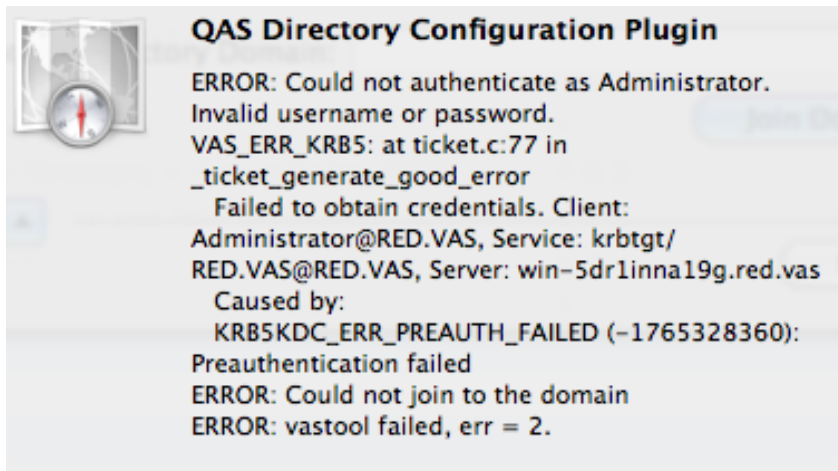 QAS Directory Configuration Plugin
ERROR: Could not authenticate as Administrator.
Invalid username or password.
VAS_ERR_KRB5: at ticket.c:77 in
_ticket_generate_good_error
Failed to obtain credentials. Client:
Administrator@RED.VAS, Service: krbtgt/
RED.VAS@RED.VAS, Server: win-5dr1inna19g.red.vas
Caused by:
KRB5KDC_ERR_PREAUTH_FAILED (-1765328360):
Preauthentication failed
ERROR: Could not join to the domain
ERROR: vastool failed, err = 2.